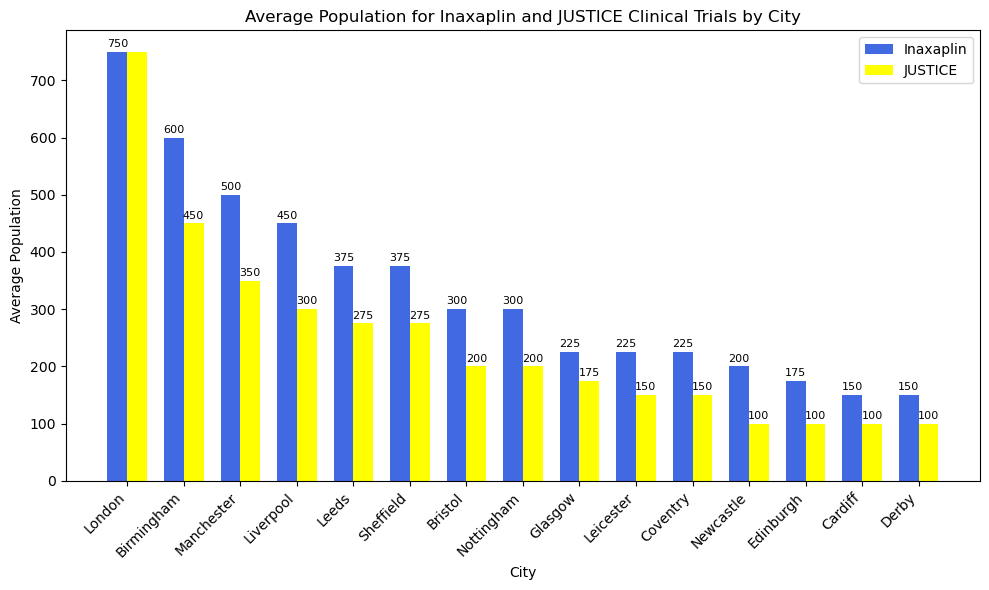 Average Population for Inaxaplin and JUSTICE Clinical Trials by City
Inaxaplin
JUSTICE
Average Population
700
600
500
400
300
200
100
0
750
600
450
500
350
450
300
375
275
375
275
300
200
300
200
225
175
225
150
225
150
200
100
175
100
150
100
150
100
London
Birmingham
Manchester
Liverpool
Leeds
Sheffield
Bristol
Nottingham
Glasgow
Leicester
Coventry
Newcastle
Edinburgh
Cardiff
Derby
City